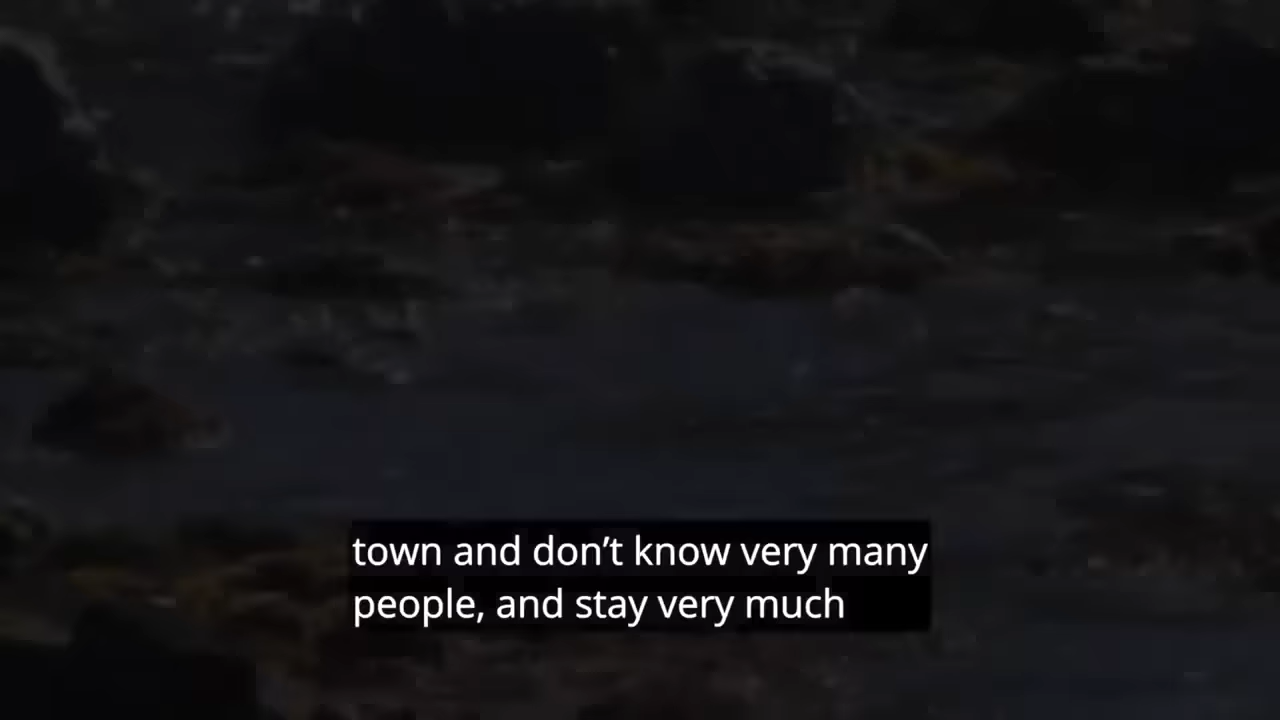 town and don’t know very many
people, and stay very much